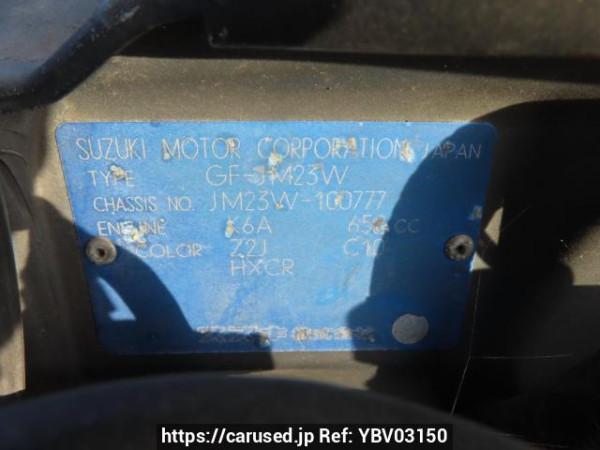 SUZUKI MOTOR CORPORATION JAPAN
TYPE GF-JM23W
CHASSIS NO. JM23W-100777
ENGINE K6A 658 CC
COLOR Z2J C10
HXCR
https://carused.jp Ref: YBV03150